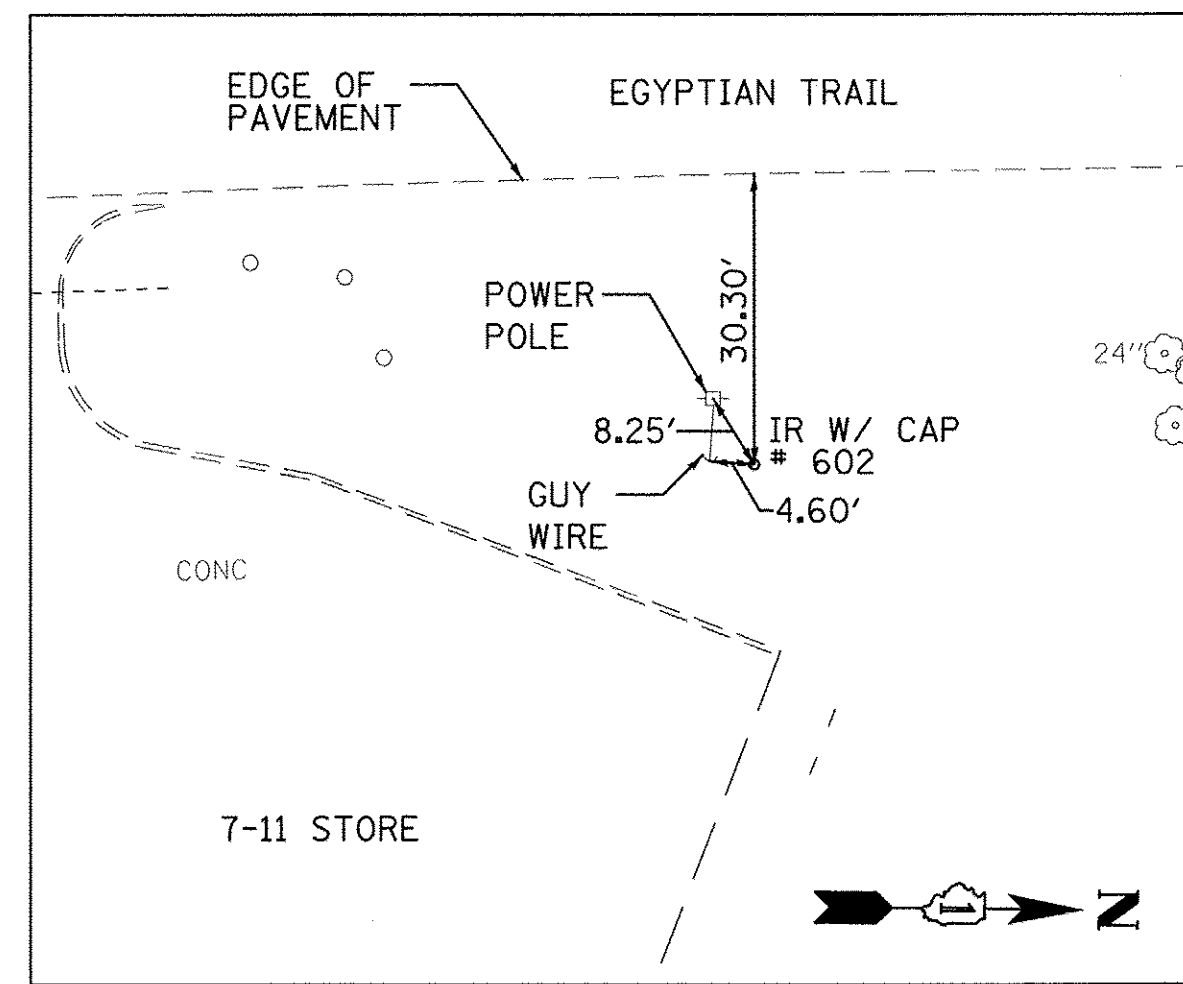 EDGE OF
PAVEMENT
EGYPTIAN TRAIL
POWER
POLE
30.30'
24"
8.25'
IR W/ CAP
# 602
GUY
WIRE
4.60'
CONC
7-11 STORE
N